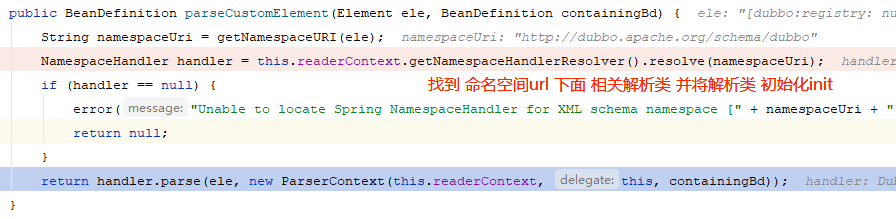 public BeanDefinition parseCustomElement(Element ele, BeanDefinition containingBd) { ele: "[dubbo:registry: nu
String namespaceUri = getNamespaceURI(ele); namespaceUri: "http://dubbo.apache.org/schema/dubbo"
NamespaceHandler handler = this.readerContext.getNamespaceHandlerResolver().resolve(namespaceUri); handler
if (handler == null) { 找到 命名空间url 下面 相关解析类 并将解析类 初始化init
error( message: "Unable to locate Spring NamespaceHandler for XML schema namespace [" + namespaceUri + "
return null;
}
return handler.parse(ele, new ParserContext(this.readerContext, delegate: this, containingBd)); handler: Dub
}